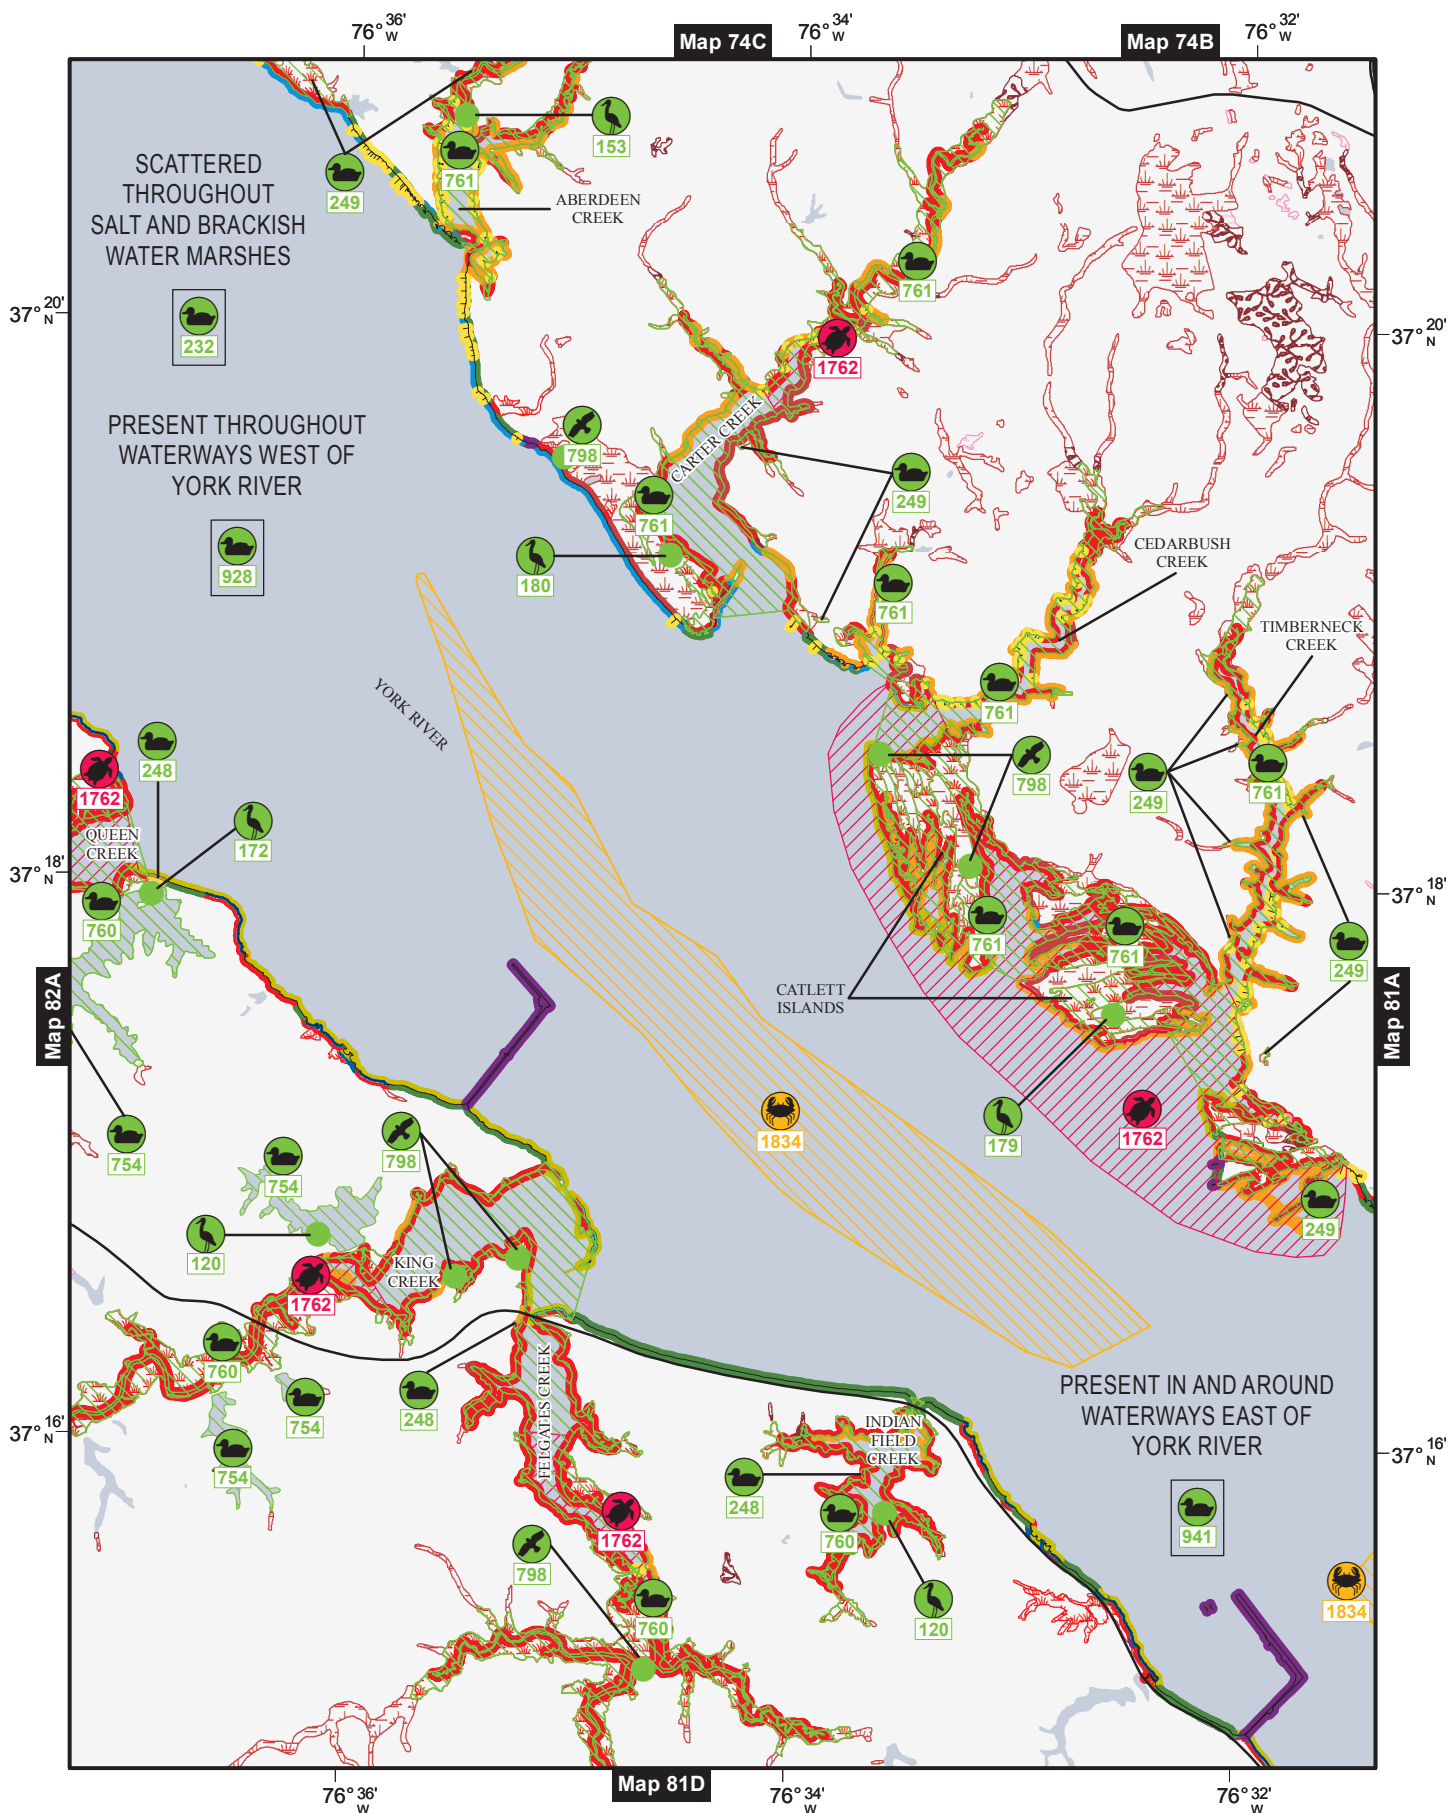 76° 36' W
76° 34' W
76° 32' W
Map 74C
Map 74B
SCATTERED
THROUGHOUT
SALT AND BRACKISH
WATER MARSHES
232
249
761
153
ABERDEEN
CREEK
761
37° 20' N
37° 20' N
1762
PRESENT THROUGHOUT
WATERWAYS WEST OF
YORK RIVER
928
798
CARTER CREEK
761
249
180
761
CEDARBUSH
CREEK
TIMBERNECK
CREEK
YORK RIVER
761
248
1762
798
249
761
QUEEN
CREEK
172
37° 18' N
37° 18' N
760
761
761
249
Map 82A
Map 81A
CATLETT
ISLANDS
754
798
1834
179
1762
754
120
249
KING
CREEK
1762
760
248
754
754
FELGATES CREEK
PRESENT IN AND AROUND
WATERWAYS EAST OF
YORK RIVER
941
INDIAN
FIELD
CREEK
37° 16' N
37° 16' N
248
760
1762
798
760
120
1834
Map 81D
76° 36' W
76° 34' W
76° 32' W